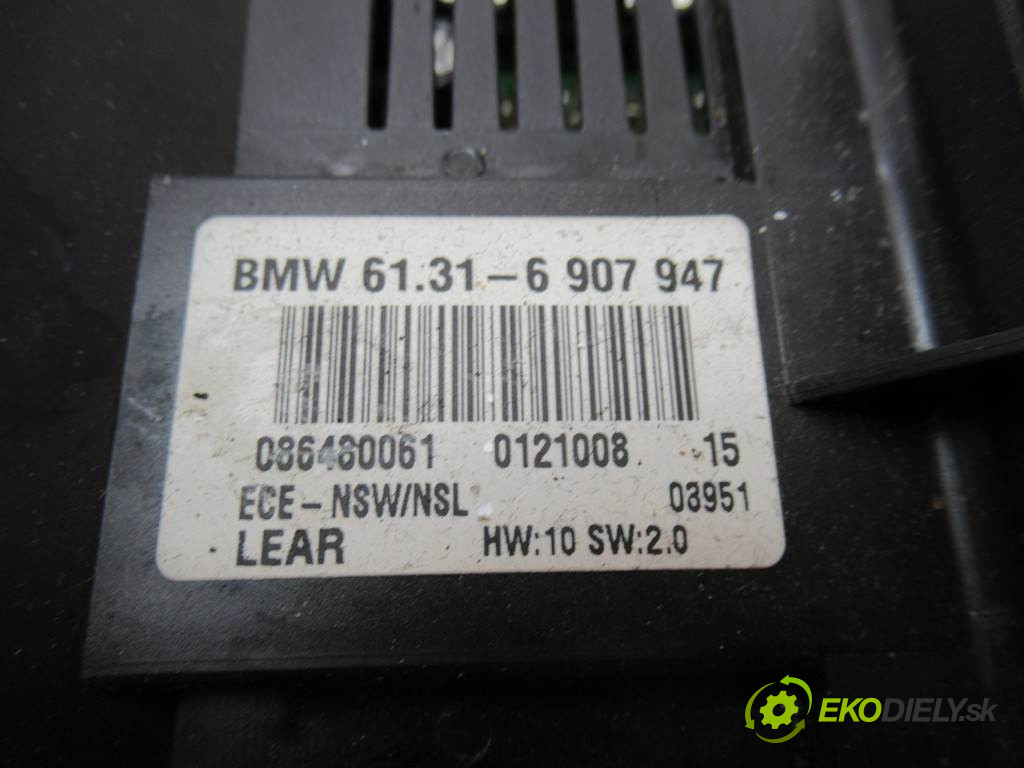 BMW 61.31-6 907 947
086480061 0121008 15
ECE-NSW/NSL 03951
LEAR HW:10 SW:2.0
EKODIELY.sk